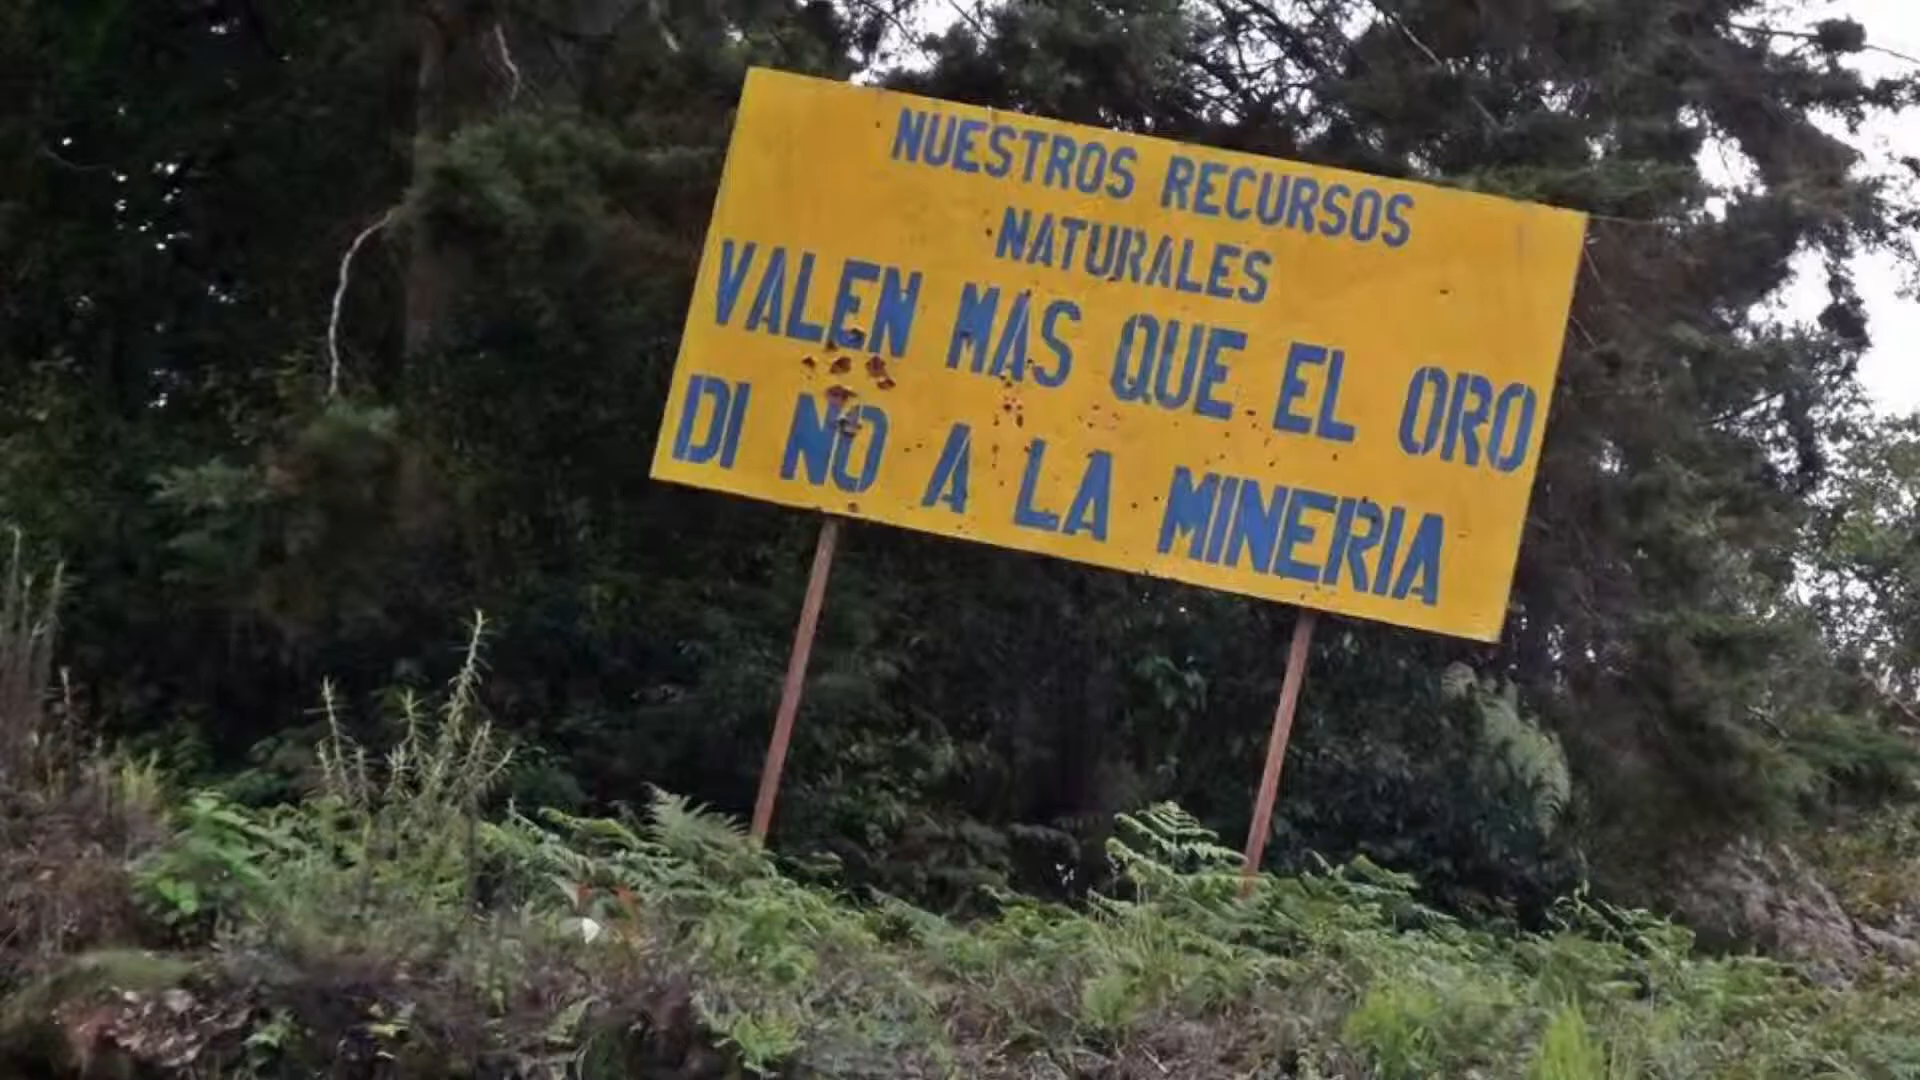 NUESTROS RECURSOS
NATURALES
VALEN MAS QUE EL ORO
DI NO A LA MINERIA